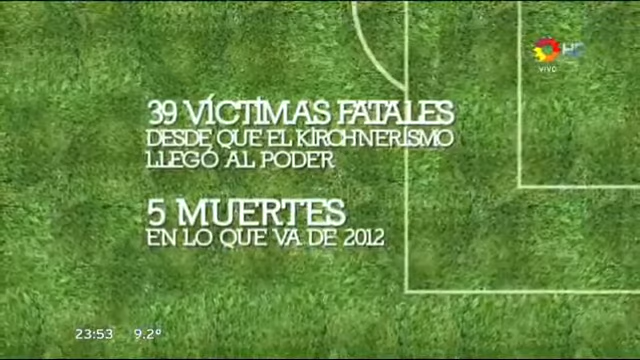 HD
VIVO
39 VÍCTIMAS FATALES
DESDE QUE EL KIRCHNERISMO
LLEGÓ AL PODER
5 MUERTES
EN LO QUE VA DE 2012
23:53 9.2°